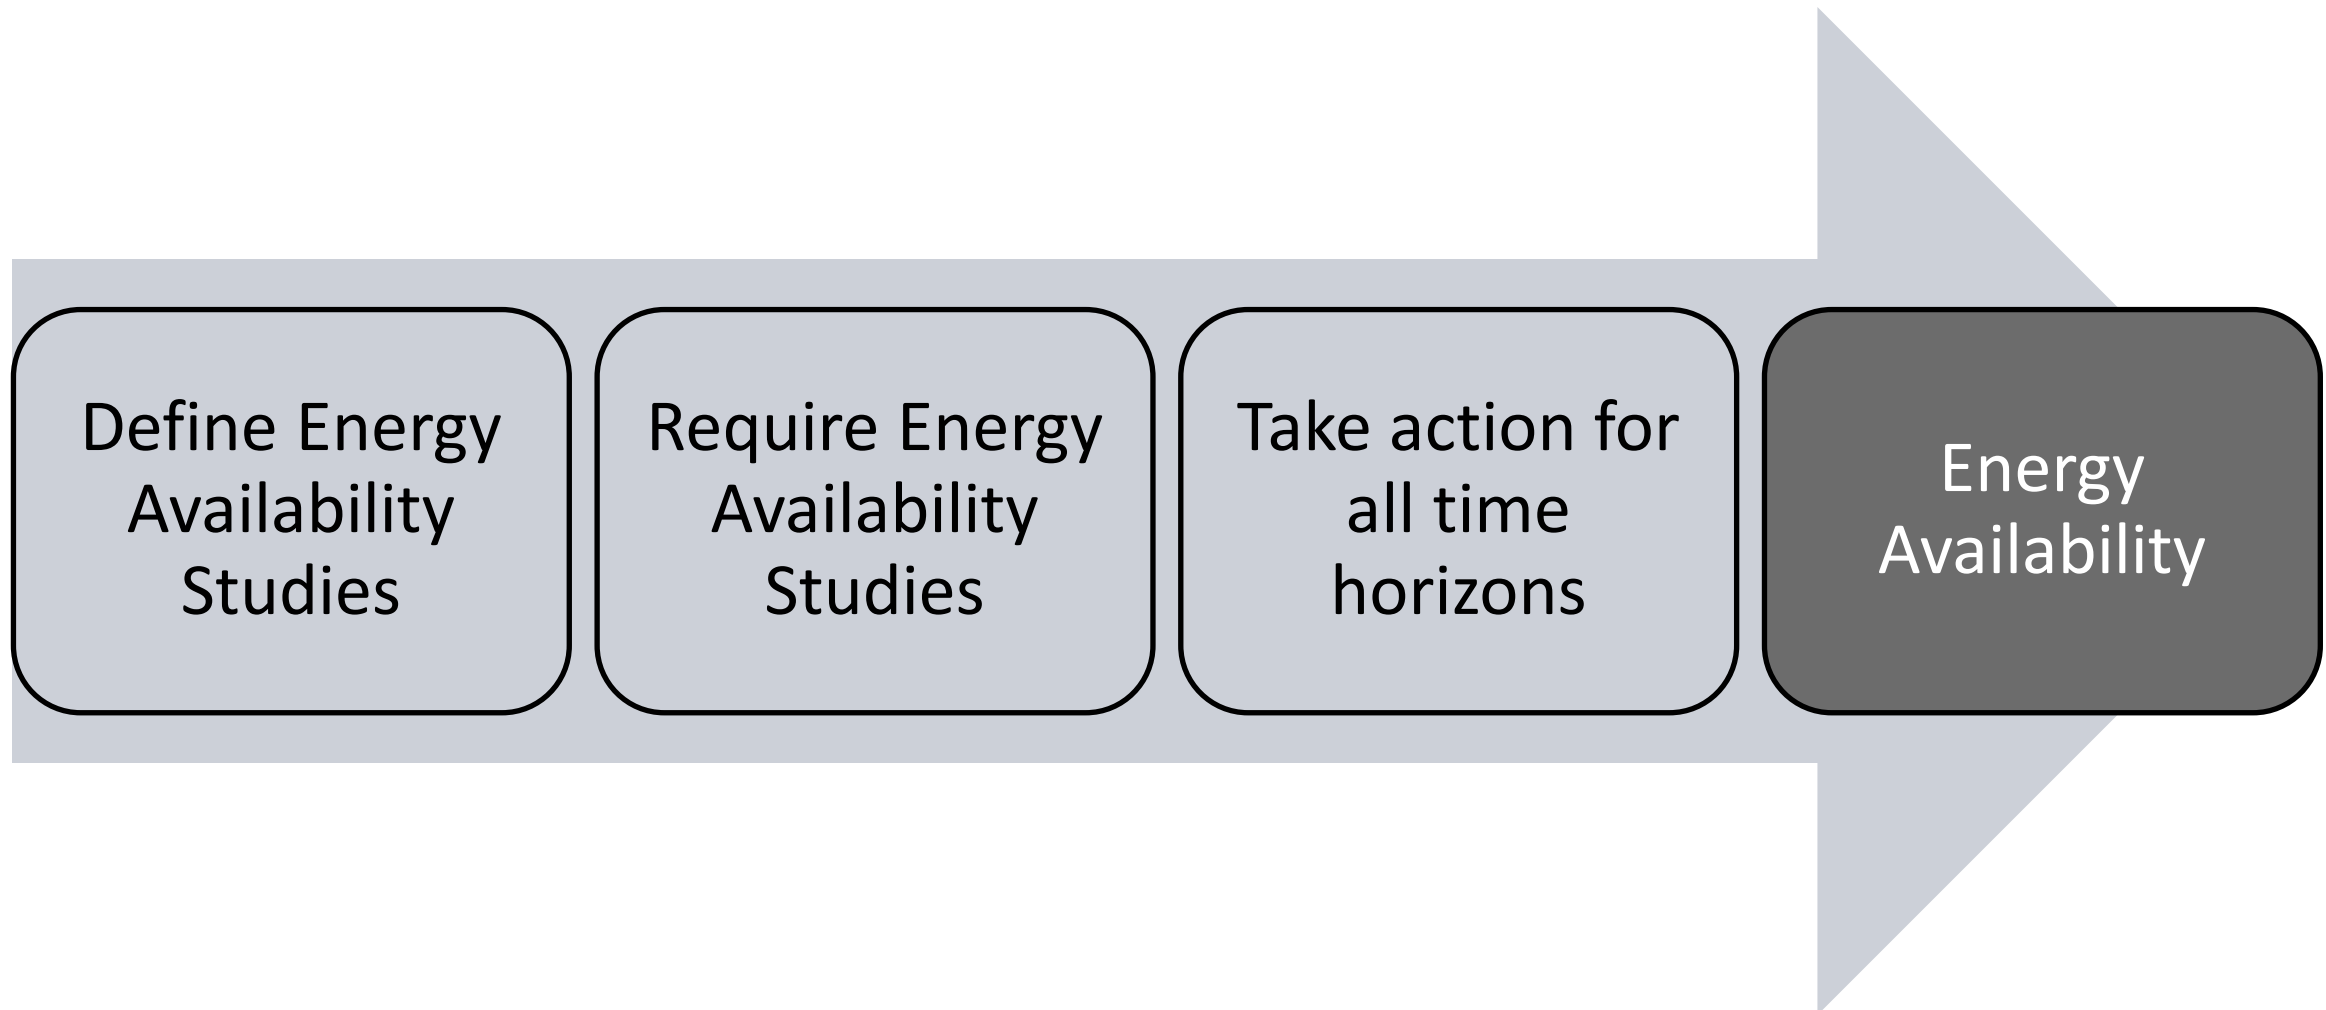 Define Energy
Availability
Studies
Require Energy
Availability
Studies
Take action for
all time
horizons
Energy
Availability